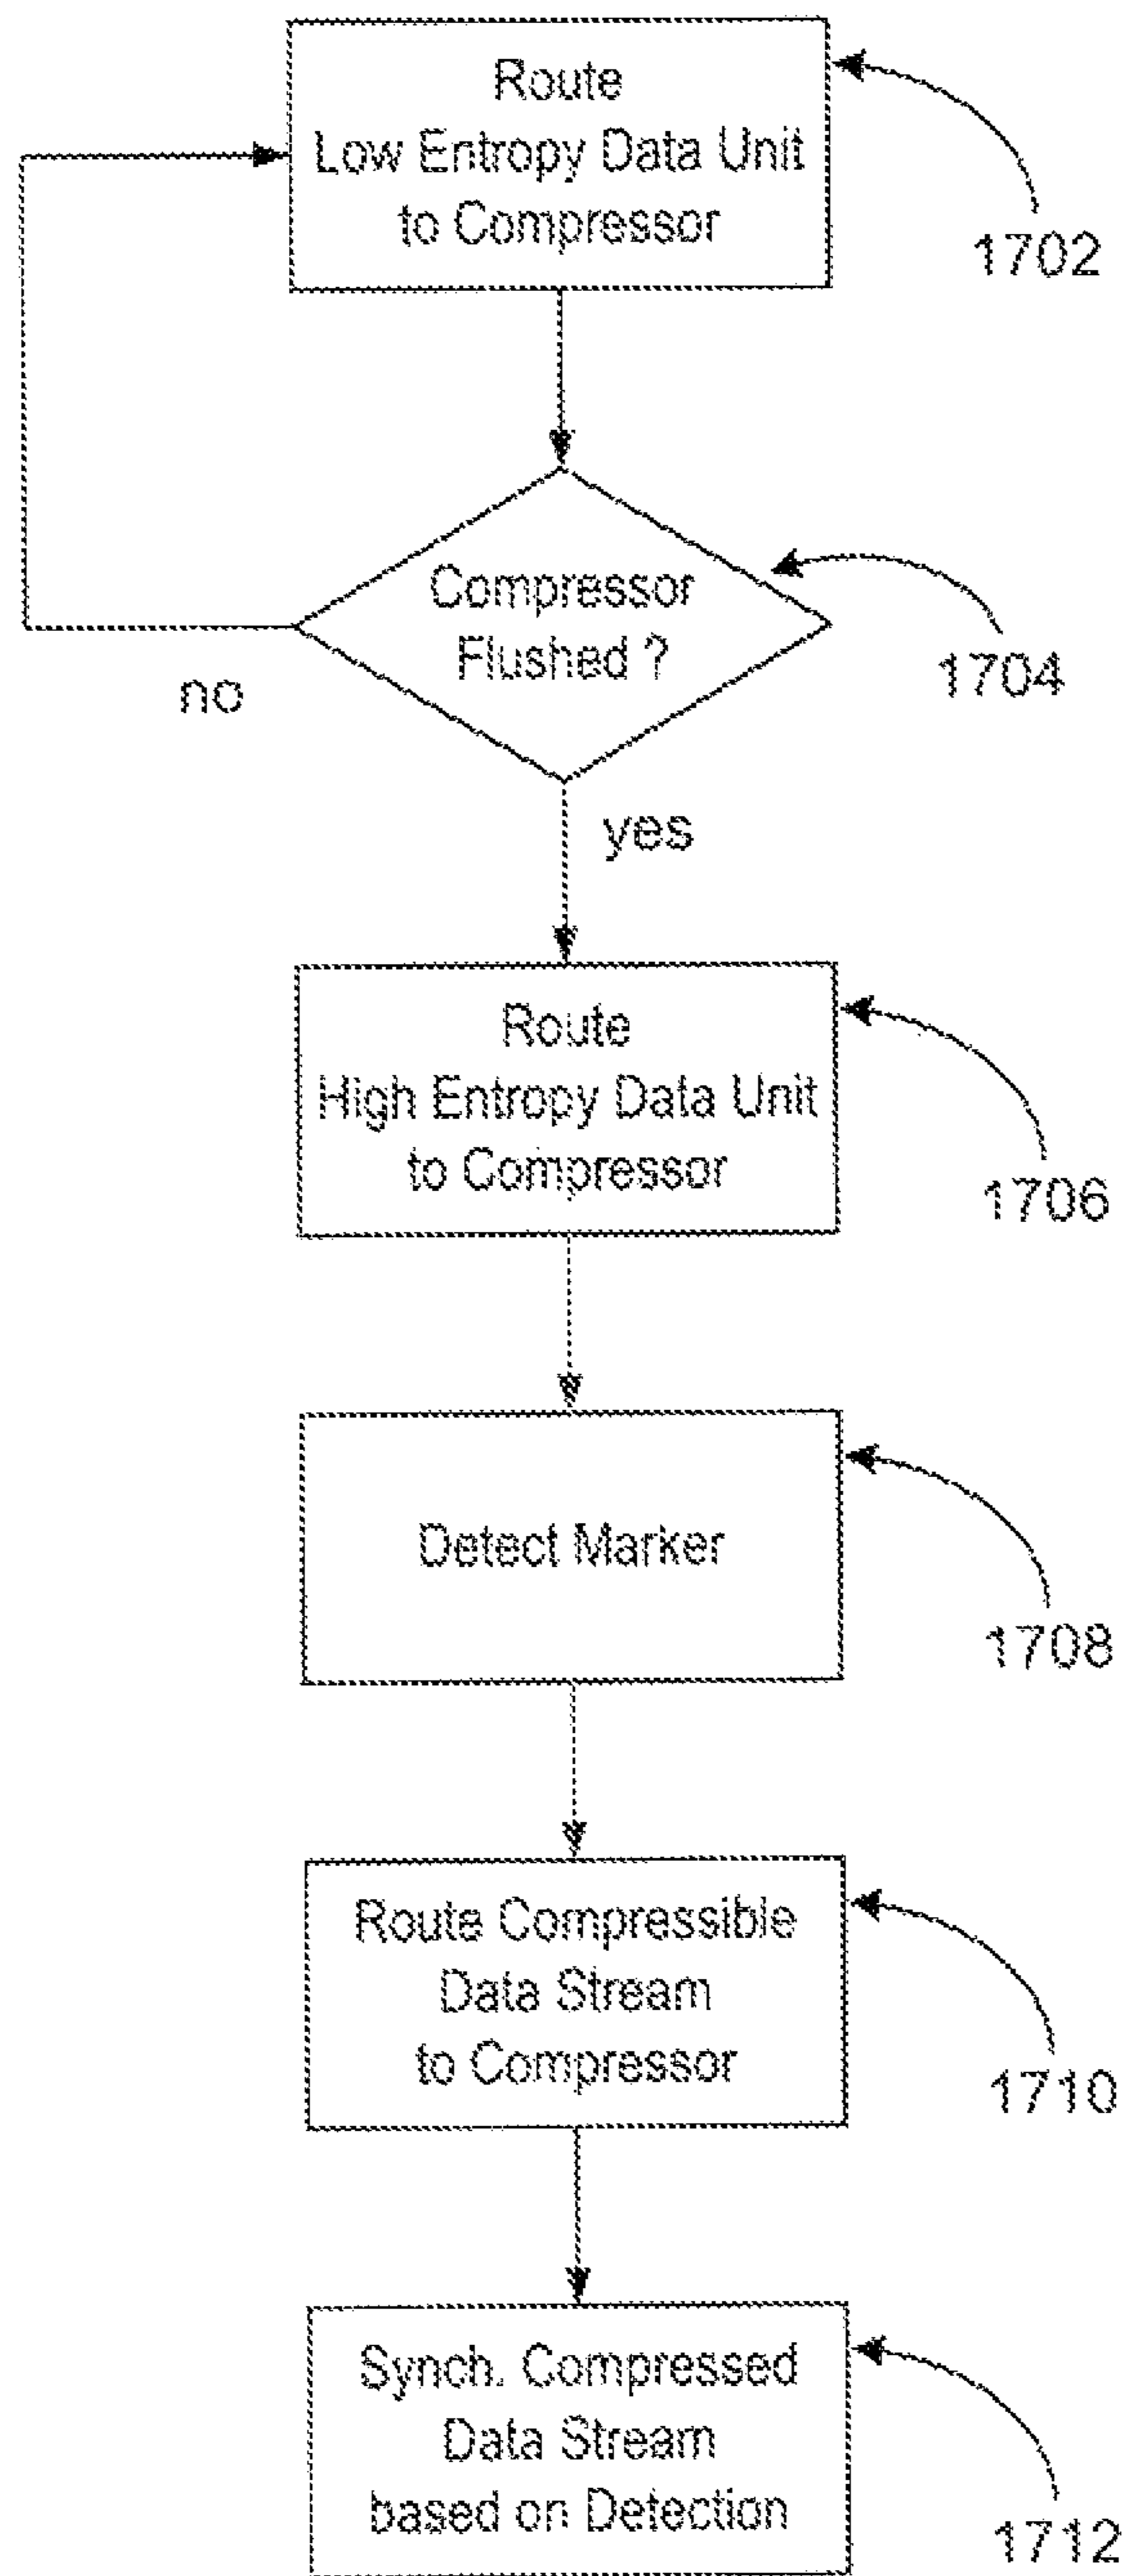 Route
Low Entropy Data Unit
to Compressor
1702
Compressor
Flushed ?
1704
no
yes
Route
High Entropy Data Unit
to Compressor
1706
Detect Marker
1708
Route Compressible
Data Stream
to Compressor
1710
Synch. Compressed
Data Stream
based on Detection
1712